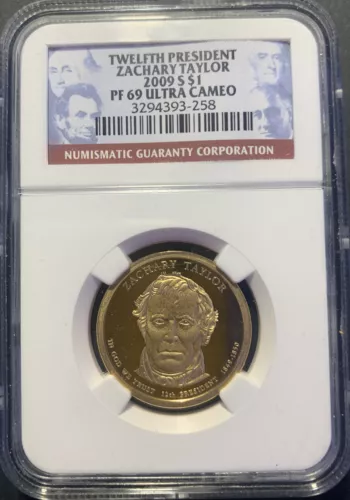 TWELFTH PRESIDENT
ZACHARY TAYLOR
2009 S $1
PF 69 ULTRA CAMEO
3294393-258
NUMISMATIC GUARANTY CORPORATION
ZACHARY TAYLOR
IN GOD WE TRUST 12th PRESIDENT 1849-1850